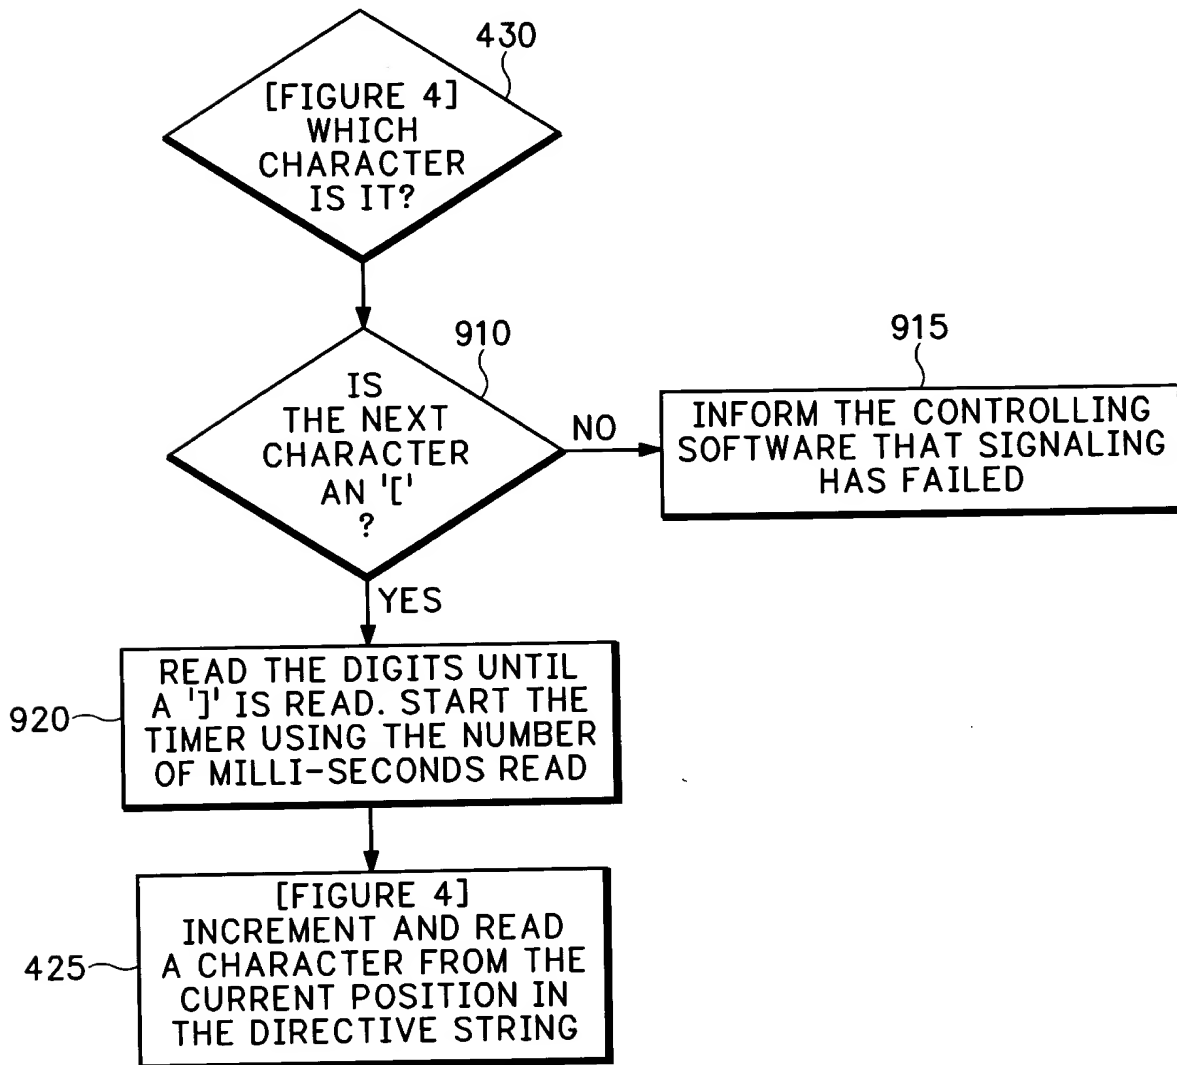 430
[FIGURE 4]
WHICH
CHARACTER
IS IT?
910
IS
THE NEXT
CHARACTER
AN '['
?
NO
915
INFORM THE CONTROLLING
SOFTWARE THAT SIGNALING
HAS FAILED
YES
920
READ THE DIGITS UNTIL
A ']' IS READ. START THE
TIMER USING THE NUMBER
OF MILLI-SECONDS READ
425
[FIGURE 4]
INCREMENT AND READ
A CHARACTER FROM THE
CURRENT POSITION IN
THE DIRECTIVE STRING